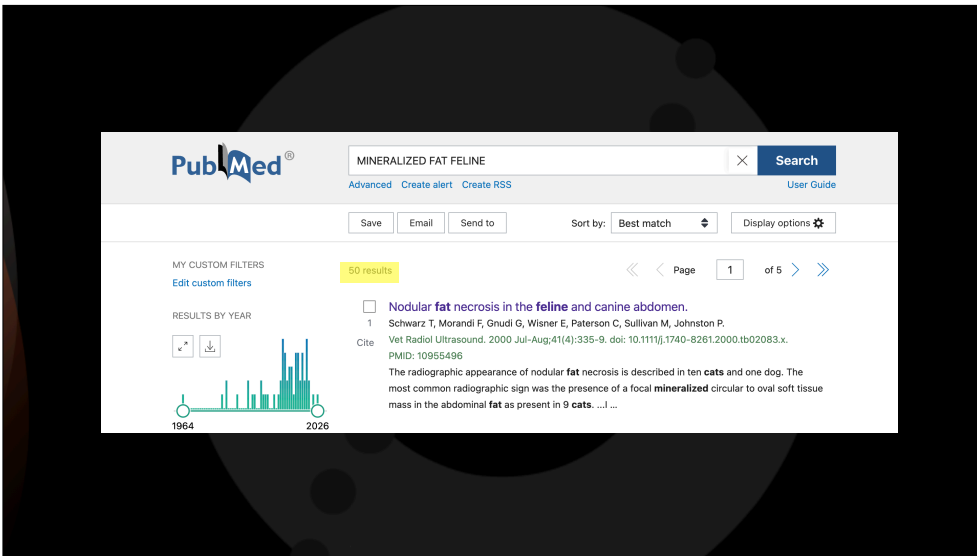 PubMed®
MINERALIZED FAT FELINE
Search
Advanced Create alert Create RSS
User Guide
Save Email Send to
Sort by: Best match
Display options
MY CUSTOM FILTERS
Edit custom filters
50 results
Page 1 of 5
RESULTS BY YEAR
1964 2026
Nodular fat necrosis in the feline and canine abdomen.
1 Schwarz T, Morandi F, Gnudi G, Wisner E, Paterson C, Sullivan M, Johnston P.
Cite Vet Radiol Ultrasound. 2000 Jul-Aug;41(4):335-9. doi: 10.1111/j.1740-8261.2000.tb02083.x.
PMID: 10955496
The radiographic appearance of nodular fat necrosis is described in ten cats and one dog. The
most common radiographic sign was the presence of a focal mineralized circular to oval soft tissue
mass in the abdominal fat as present in 9 cats. ...I ...